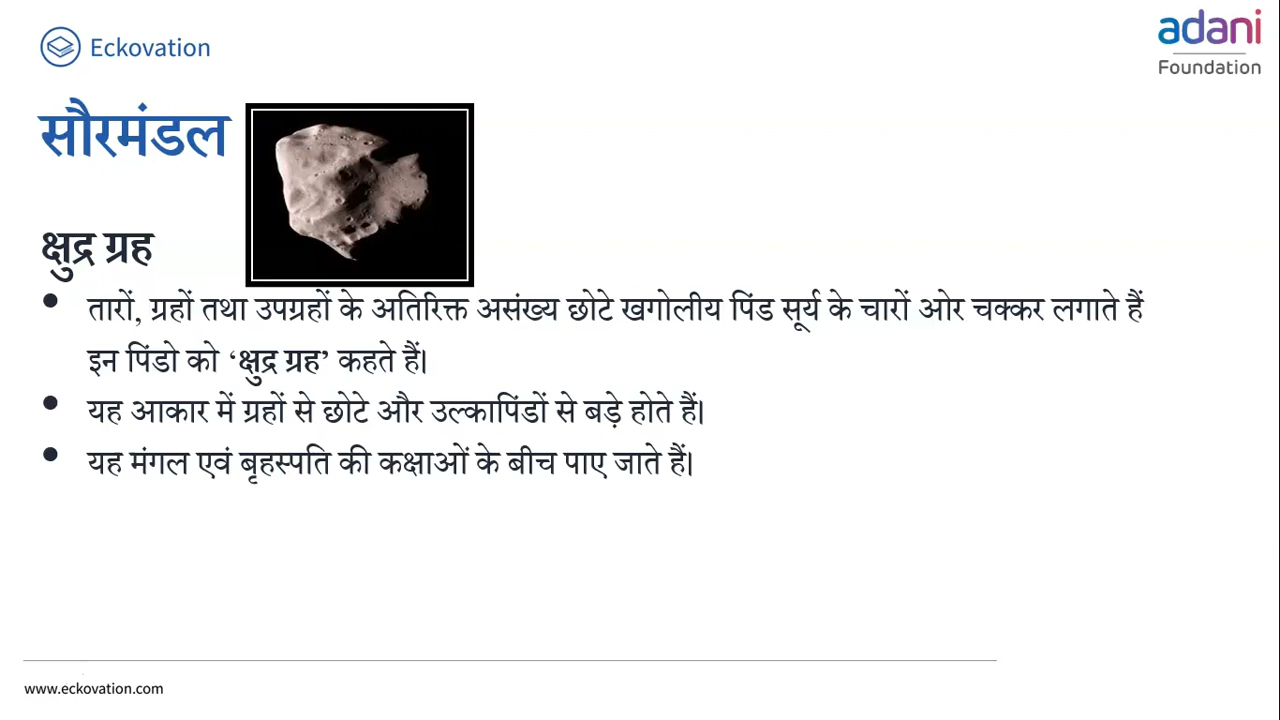 Eckovation
adani
Foundation
सौरमंडल
क्षुद्र ग्रह
• तारों, ग्रहों तथा उपग्रहों के अतिरिक्त असंख्य छोटे खगोलीय पिंड सूर्य के चारों ओर चक्कर लगाते हैं
इन पिंडो को ‘क्षुद्र ग्रह’ कहते हैं।
• यह आकार में ग्रहों से छोटे और उल्कापिंडों से बड़े होते हैं।
• यह मंगल एवं बृहस्पति की कक्षाओं के बीच पाए जाते हैं।
www.eckovation.com